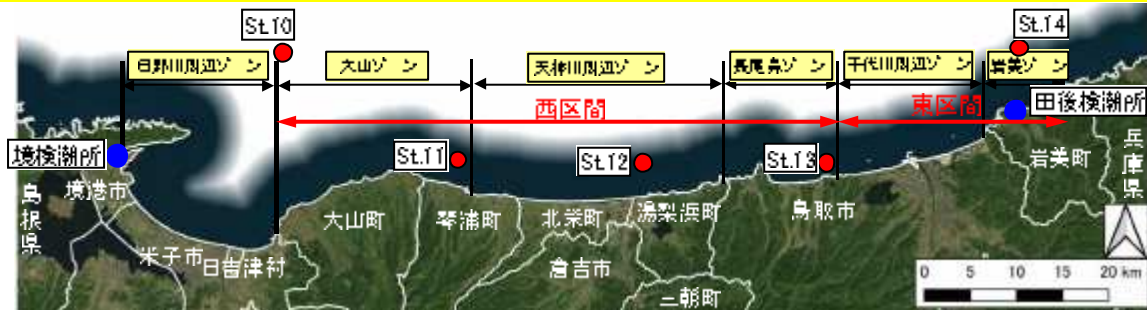 St.10
St.14
日野川周辺ゾーン
大山ゾーン
天神川周辺ゾーン
長尾鼻ゾーン
千代川周辺ゾーン
岩美ゾーン
西区間
東区間
田後検潮所
境検潮所
St.11
St.12
St.13
岩美町
兵庫県
島根県
境港市
大山町
琴浦町
北栄町
湯梨浜町
鳥取市
米子市
日吉津村
倉吉市
三朝町
0 5 10 15 20 km